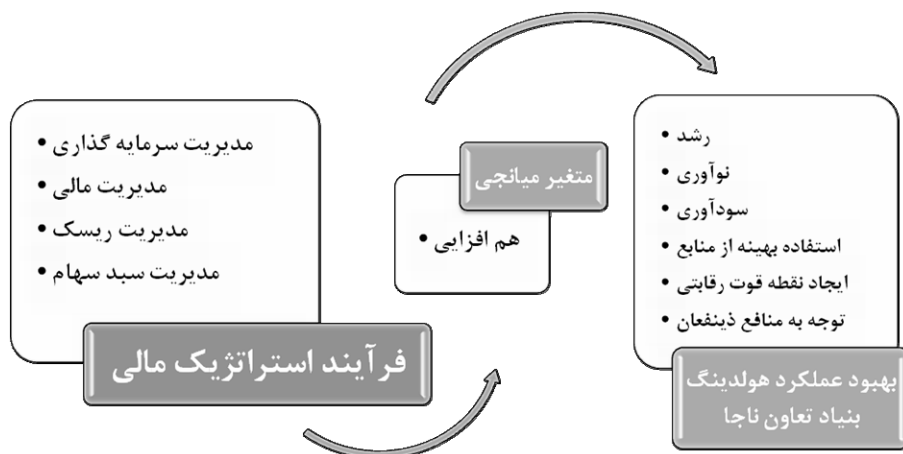 • مدیریت سرمایه گذاری
• مدیریت مالی
• مدیریت ریسک
• مدیریت سبد سهام
فرآیند استراتژیک مالی
متغیر میانجی
• هم افزایی
• رشد
• نوآوری
• سودآوری
• استفاده بهینه از منابع
• ایجاد نقطه قوت رقابتی
• توجه به منافع ذینفعان
بهبود عملکرد هولدینگ
بنیاد تعاون ناجا